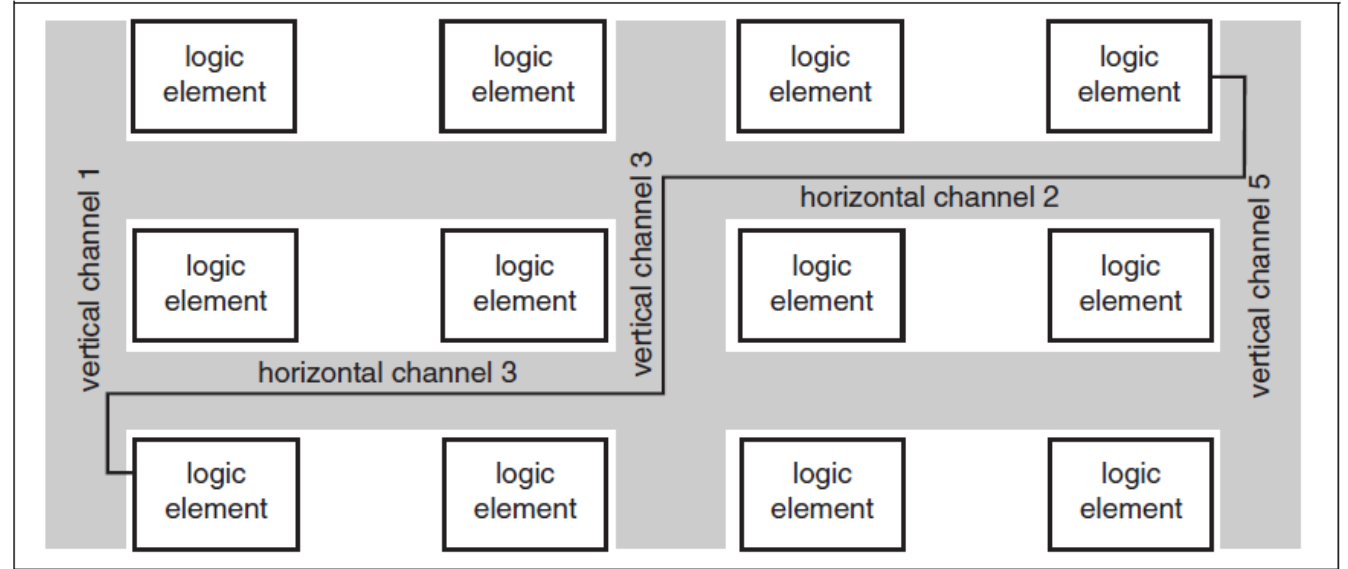 logic
element
logic
element
logic
element
logic
element
vertical channel 1
vertical channel 3
horizontal channel 2
vertical channel 5
logic
element
logic
element
logic
element
logic
element
horizontal channel 3
logic
element
logic
element
logic
element
logic
element